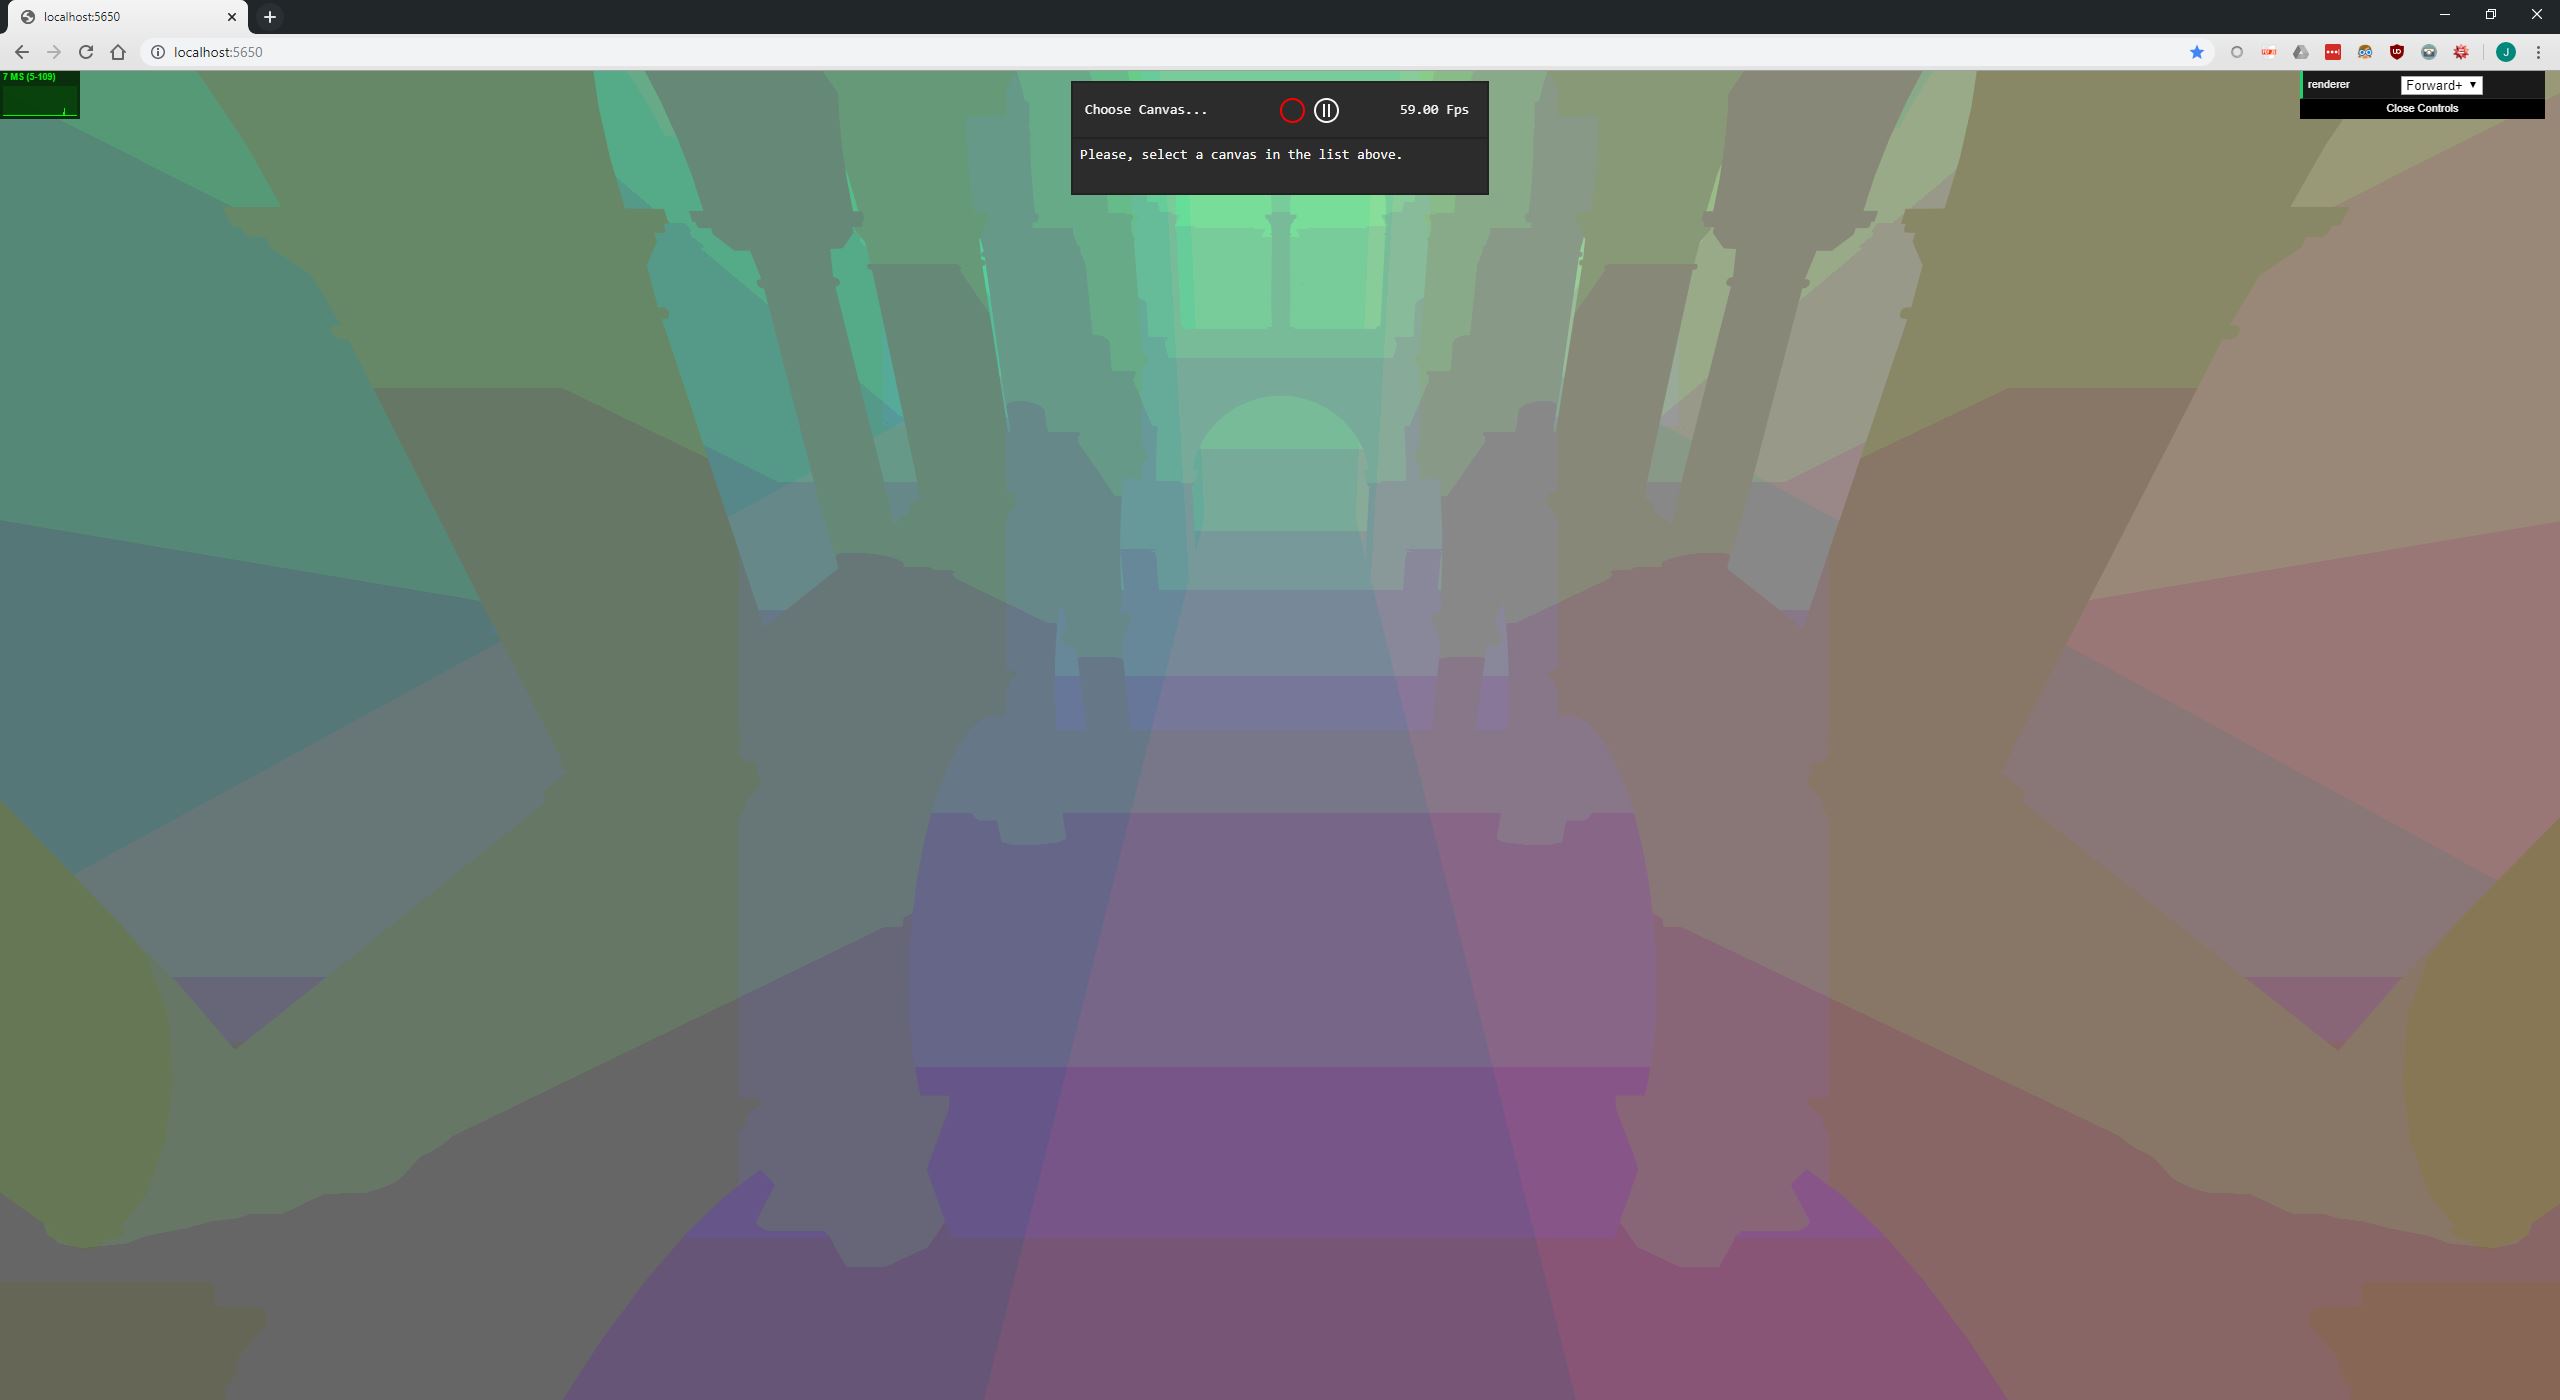 localhost:5650
localhost:5650
J
7 MS (5-109)
Choose Canvas...
59.00 Fps
Please, select a canvas in the list above.
renderer
Forward+
Close Controls